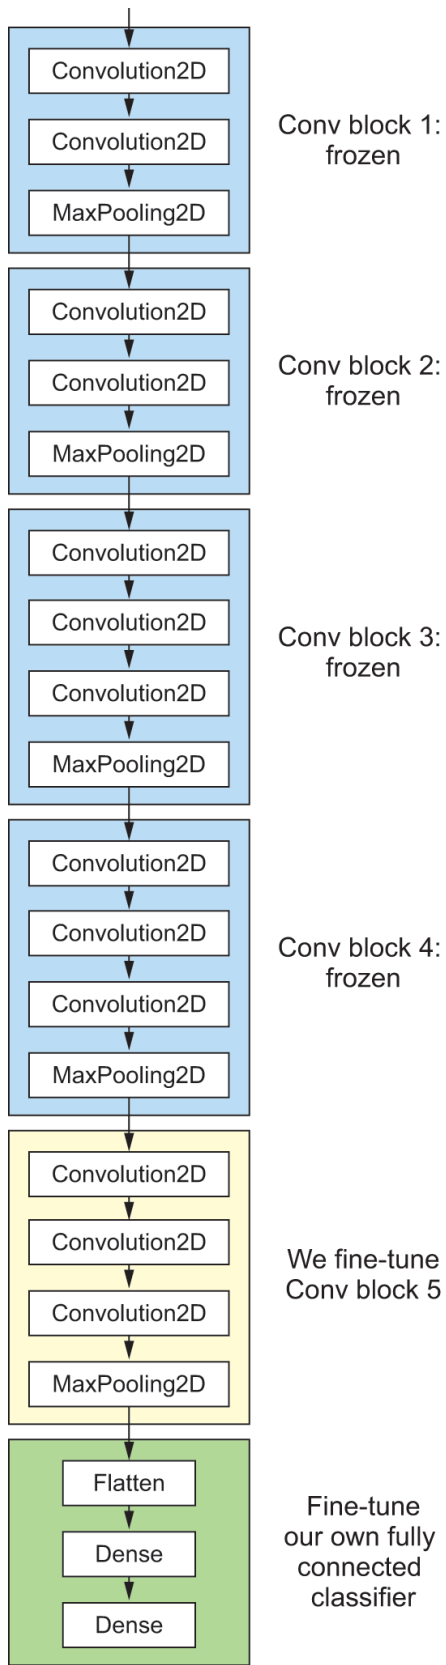 Convolution2D
Convolution2D
MaxPooling2D
Conv block 1:
frozen
Convolution2D
Convolution2D
MaxPooling2D
Conv block 2:
frozen
Convolution2D
Convolution2D
Convolution2D
MaxPooling2D
Conv block 3:
frozen
Convolution2D
Convolution2D
Convolution2D
MaxPooling2D
Conv block 4:
frozen
Convolution2D
Convolution2D
Convolution2D
MaxPooling2D
We fine-tune
Conv block 5
Flatten
Dense
Dense
Fine-tune
our own fully
connected
classifier